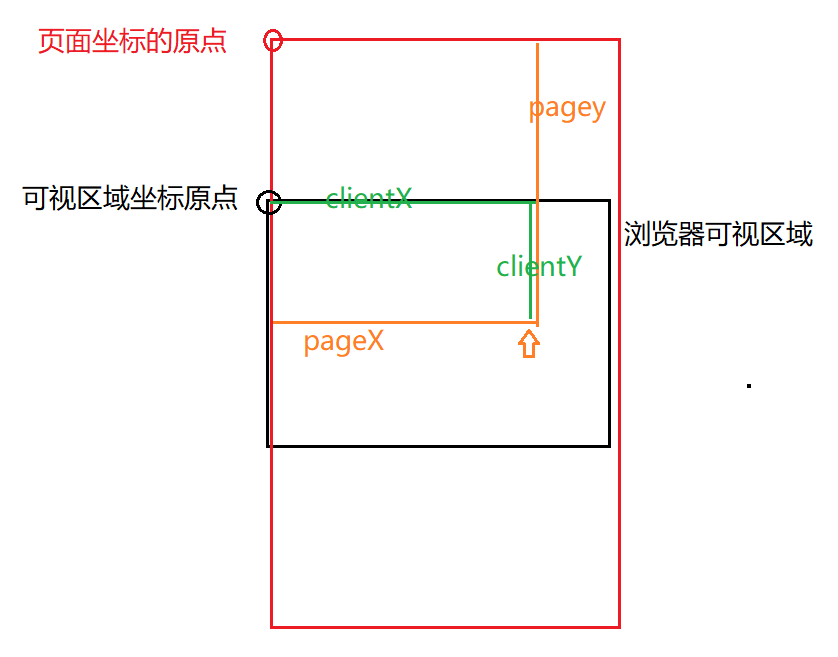 页面坐标的原点
pagey
可视区域坐标原点
clientX
浏览器可视区域
clientY
pageX